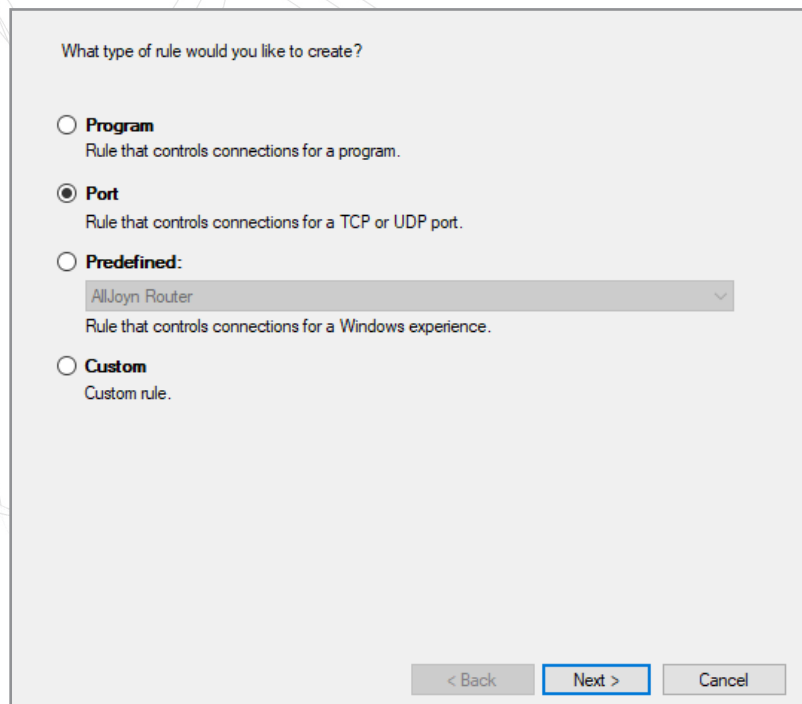 What type of rule would you like to create?
Program
Rule that controls connections for a program.
Port
Rule that controls connections for a TCP or UDP port.
Predefined:
AllJoyn Router
Rule that controls connections for a Windows experience.
Custom
Custom rule.
< Back Next > Cancel